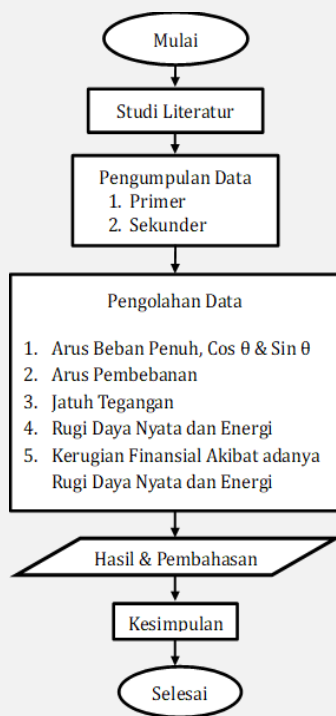 Mulai
Studi Literatur
Pengumpulan Data
1. Primer
2. Sekunder
Pengolahan Data
1. Arus Beban Penuh, Cos θ & Sin θ
2. Arus Pembebanan
3. Jatuh Tegangan
4. Rugi Daya Nyata dan Energi
5. Kerugian Finansial Akibat adanya
Rugi Daya Nyata dan Energi
Hasil & Pembahasan
Kesimpulan
Selesai